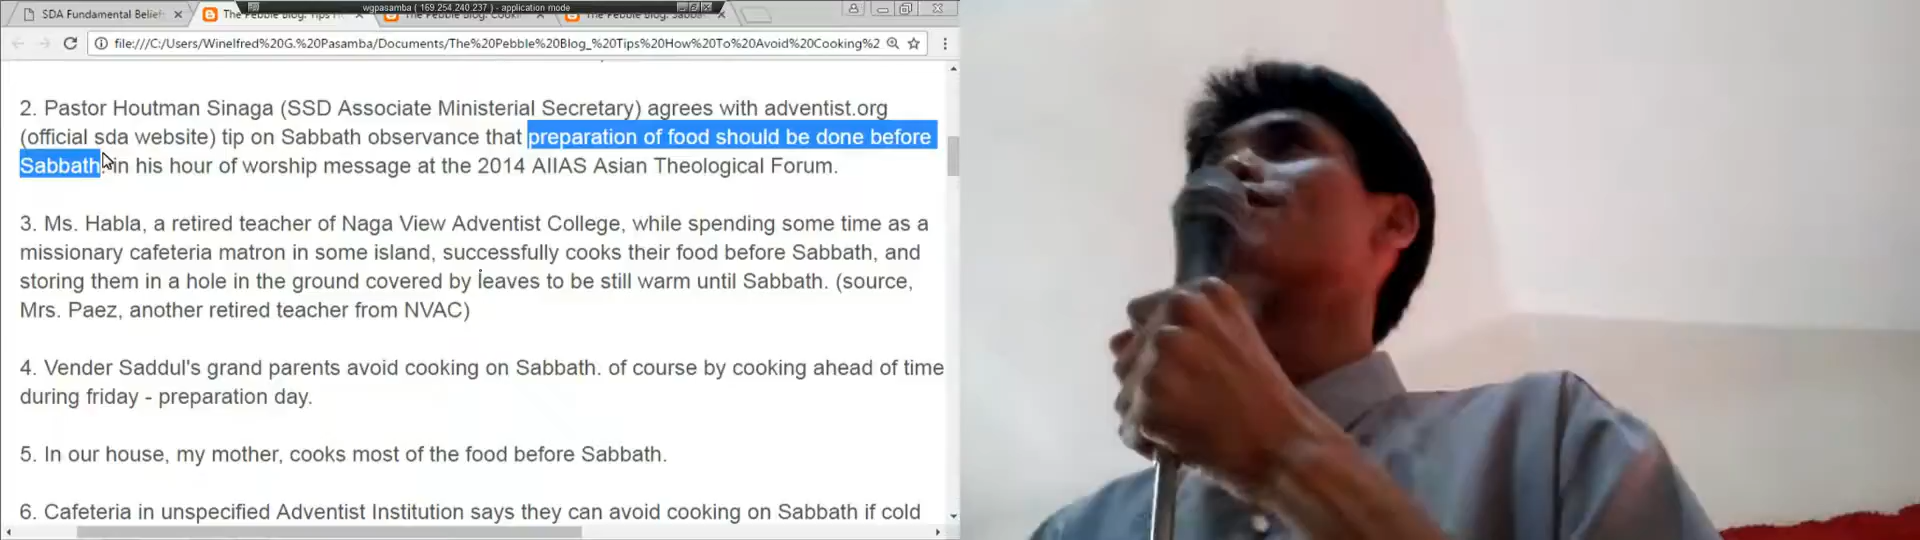 wgpasamba ( 169.254.240.237 ) - application mode
SDA Fundamental Belief
The Pebble Blog: Tips H
The Pebble Blog: Cookin
The Pebble Blog: Sabba
file:///C:/Users/Winelfred%20G.%20Pasamba/Documents/The%20Pebble%20Blog_%20Tips%20How%20To%20Avoid%20Cooking%2
2. Pastor Houtman Sinaga (SSD Associate Ministerial Secretary) agrees with adventist.org
(official sda website) tip on Sabbath observance that preparation of food should be done before
Sabbath. in his hour of worship message at the 2014 AIIAS Asian Theological Forum.
3. Ms. Habla, a retired teacher of Naga View Adventist College, while spending some time as a
missionary cafeteria matron in some island, successfully cooks their food before Sabbath, and
storing them in a hole in the ground covered by leaves to be still warm until Sabbath. (source,
Mrs. Paez, another retired teacher from NVAC)
4. Vender Saddul's grand parents avoid cooking on Sabbath. of course by cooking ahead of time
during friday - preparation day.
5. In our house, my mother, cooks most of the food before Sabbath.
6. Cafeteria in unspecified Adventist Institution says they can avoid cooking on Sabbath if cold